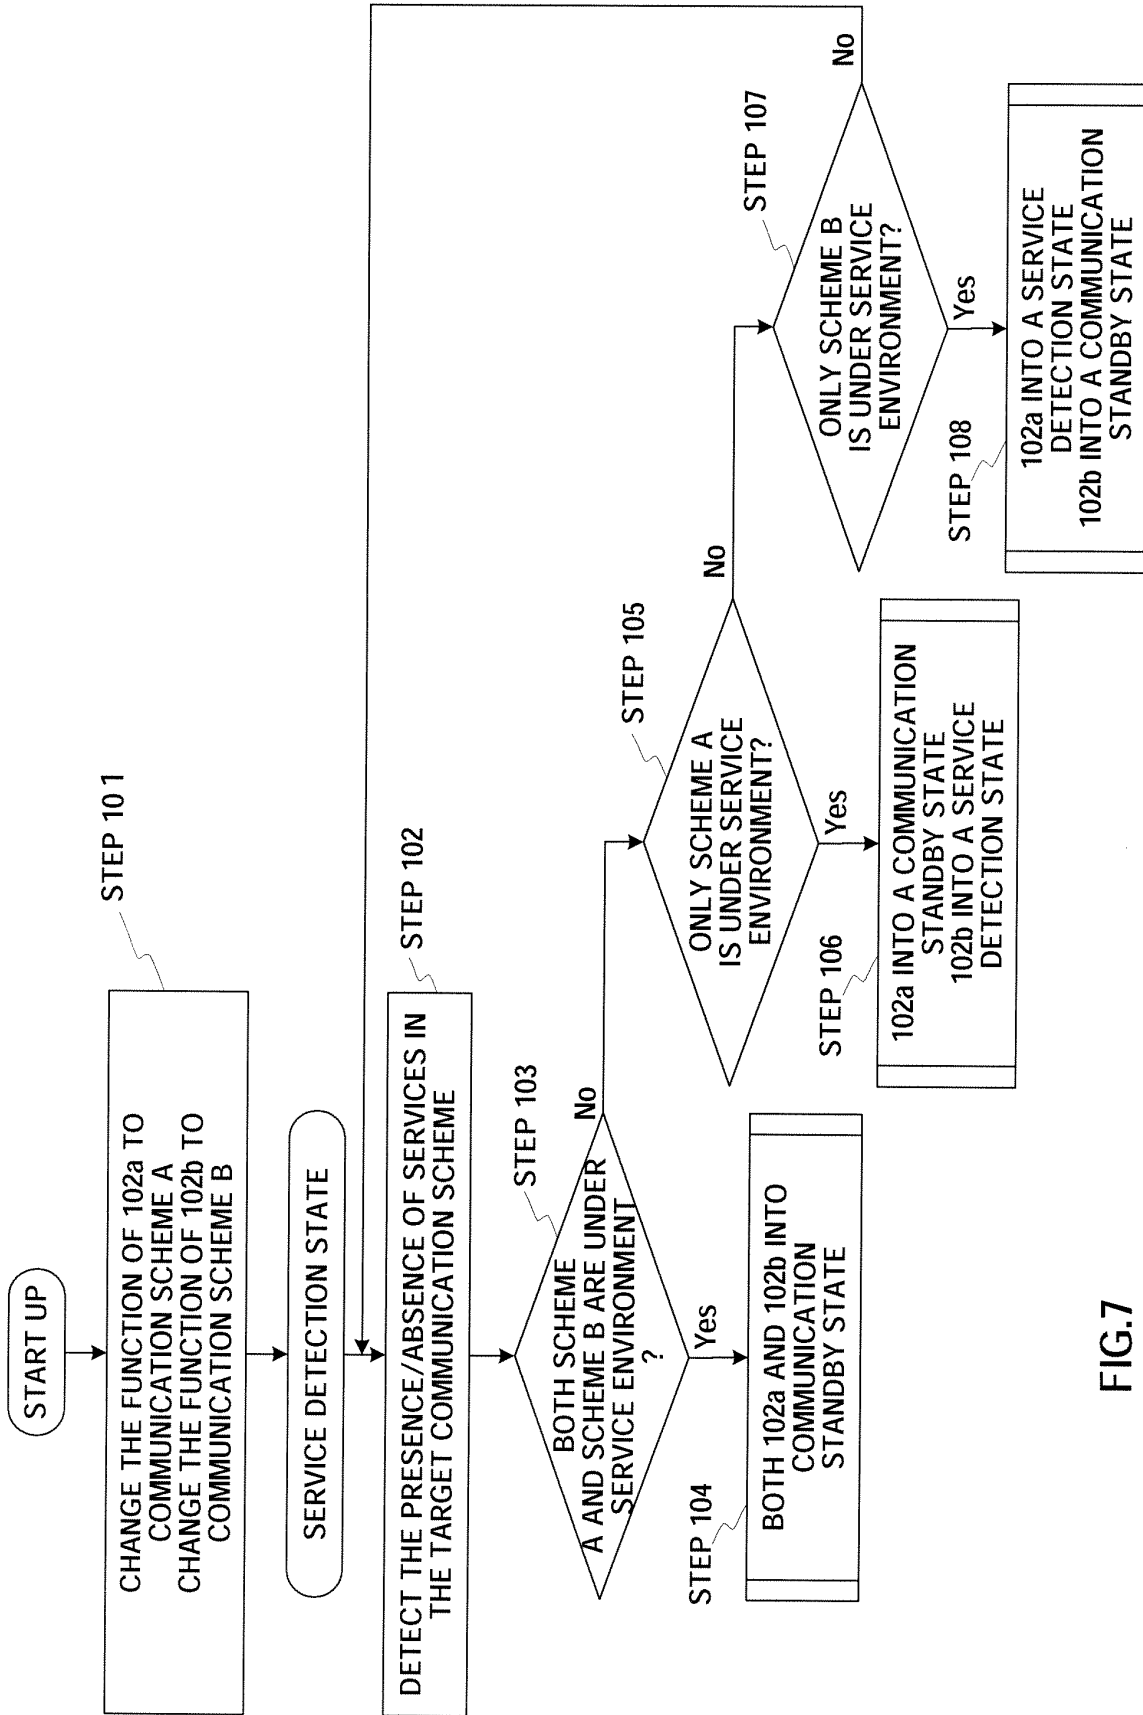 START UP
STEP 10 1
CHANGE THE FUNCTION OF 102a TO
COMMUNICATION SCHEME A
CHANGE THE FUNCTION OF 102b TO
COMMUNICATION SCHEME B
SERVICE DETECTION STATE
STEP 102
DETECT THE PRESENCE/ABSENCE OF SERVICES IN
THE TARGET COMMUNICATION SCHEME
STEP 103
BOTH SCHEME
A AND SCHEME B ARE UNDER
SERVICE ENVIRONMENT
?
No
Yes
STEP 104
BOTH 102a AND 102b INTO
COMMUNICATION
STANDBY STATE
STEP 105
ONLY SCHEME A
IS UNDER SERVICE
ENVIRONMENT?
No
Yes
STEP 106
102a INTO A COMMUNICATION
STANDBY STATE
102b INTO A SERVICE
DETECTION STATE
STEP 107
ONLY SCHEME B
IS UNDER SERVICE
ENVIRONMENT?
No
Yes
STEP 108
102a INTO A SERVICE
DETECTION STATE
102b INTO A COMMUNICATION
STANDBY STATE
FIG.7